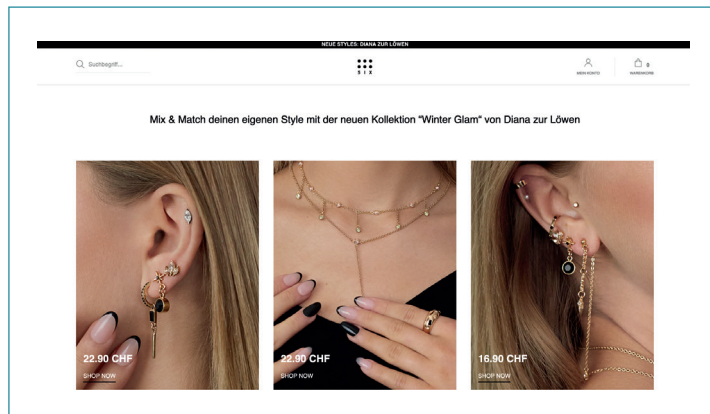 NEUE STYLES: DIANA ZUR LÖWEN
Suchbegriff...
SIX
MEIN KONTO
0
WARENKORB
Mix & Match deinen eigenen Style mit der neuen Kollektion “Winter Glam“ von Diana zur Löwen
22.90 CHF
22.90 CHF
16.90 CHF
SHOP NOW
SHOP NOW
SHOP NOW